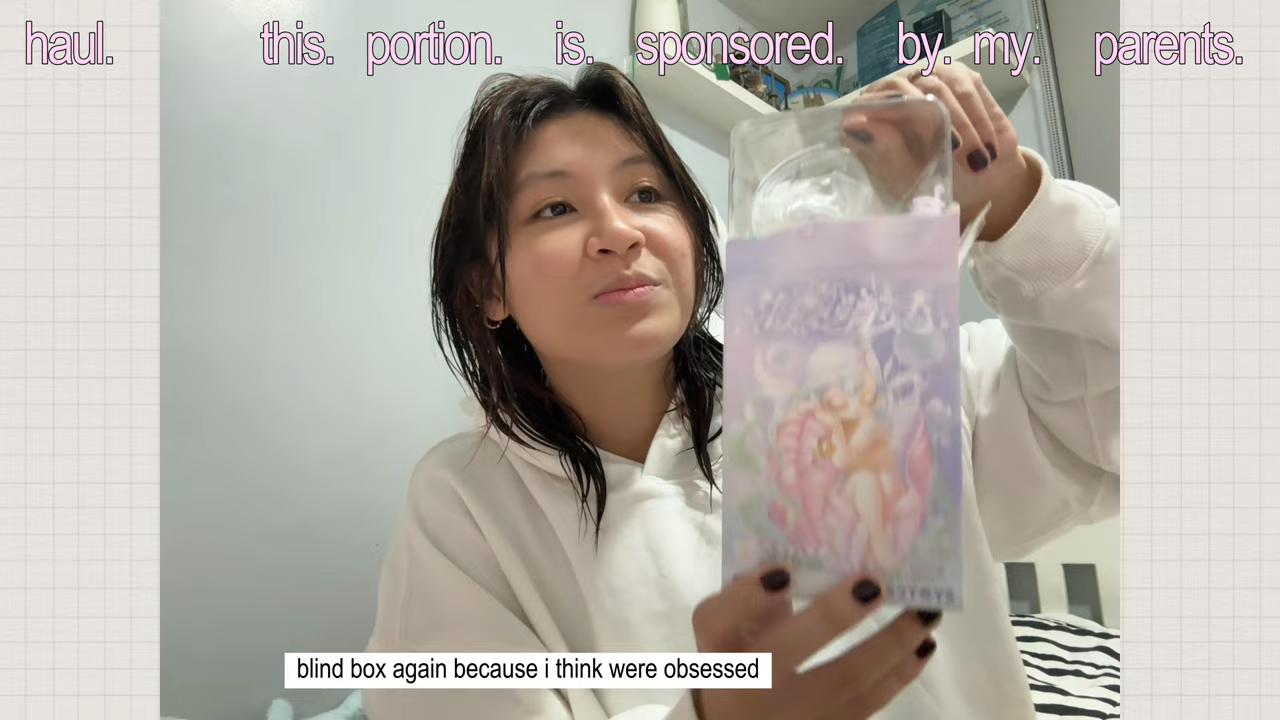 haul. this. portion. is. sponsored. by. my. parents.
blind box again because i think were obsessed